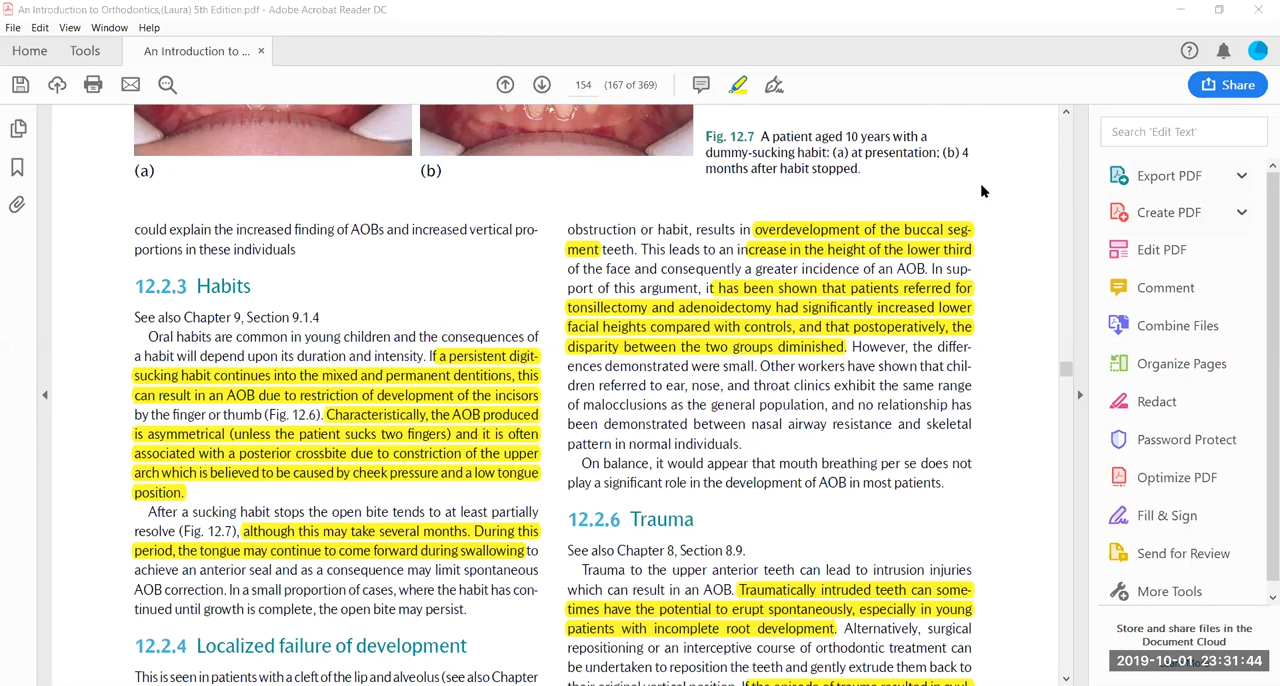 An Introduction to Orthodontics,(Laura) 5th Edition.pdf - Adobe Acrobat Reader DC
File Edit View Window Help
Home Tools An Introduction to ... ×
154 (167 of 369)
Share
Search 'Edit Text'
Export PDF
Create PDF
Edit PDF
Comment
Combine Files
Organize Pages
Redact
Password Protect
Optimize PDF
Fill & Sign
Send for Review
More Tools
Store and share files in the
Document Cloud
2019-10-01 23:31:44
(a)
(b)
Fig. 12.7 A patient aged 10 years with a
dummy-sucking habit: (a) at presentation; (b) 4
months after habit stopped.
could explain the increased finding of AOBs and increased vertical pro-
portions in these individuals
12.2.3 Habits
See also Chapter 9, Section 9.1.4
Oral habits are common in young children and the consequences of
a habit will depend upon its duration and intensity. If a persistent digit-
sucking habit continues into the mixed and permanent dentitions, this
can result in an AOB due to restriction of development of the incisors
by the finger or thumb (Fig. 12.6). Characteristically, the AOB produced
is asymmetrical (unless the patient sucks two fingers) and it is often
associated with a posterior crossbite due to constriction of the upper
arch which is believed to be caused by cheek pressure and a low tongue
position.
After a sucking habit stops the open bite tends to at least partially
resolve (Fig. 12.7), although this may take several months. During this
period, the tongue may continue to come forward during swallowing to
achieve an anterior seal and as a consequence may limit spontaneous
AOB correction. In a small proportion of cases, where the habit has con-
tinued until growth is complete, the open bite may persist.
12.2.4 Localized failure of development
This is seen in patients with a cleft of the lip and alveolus (see also Chapter
obstruction or habit, results in overdevelopment of the buccal seg-
ment teeth. This leads to an increase in the height of the lower third
of the face and consequently a greater incidence of an AOB. In sup-
port of this argument, it has been shown that patients referred for
tonsillectomy and adenoidectomy had significantly increased lower
facial heights compared with controls, and that postoperatively, the
disparity between the two groups diminished. However, the differ-
ences demonstrated were small. Other workers have shown that chil-
dren referred to ear, nose, and throat clinics exhibit the same range
of malocclusions as the general population, and no relationship has
been demonstrated between nasal airway resistance and skeletal
pattern in normal individuals.
On balance, it would appear that mouth breathing per se does not
play a significant role in the development of AOB in most patients.
12.2.6 Trauma
See also Chapter 8, Section 8.9.
Trauma to the upper anterior teeth can lead to intrusion injuries
which can result in an AOB. Traumatically intruded teeth can some-
times have the potential to erupt spontaneously, especially in young
patients with incomplete root development. Alternatively, surgical
repositioning or an interceptive course of orthodontic treatment can
be undertaken to reposition the teeth and gently extrude them back to
their original vertical position. If the episode of trauma resulted in